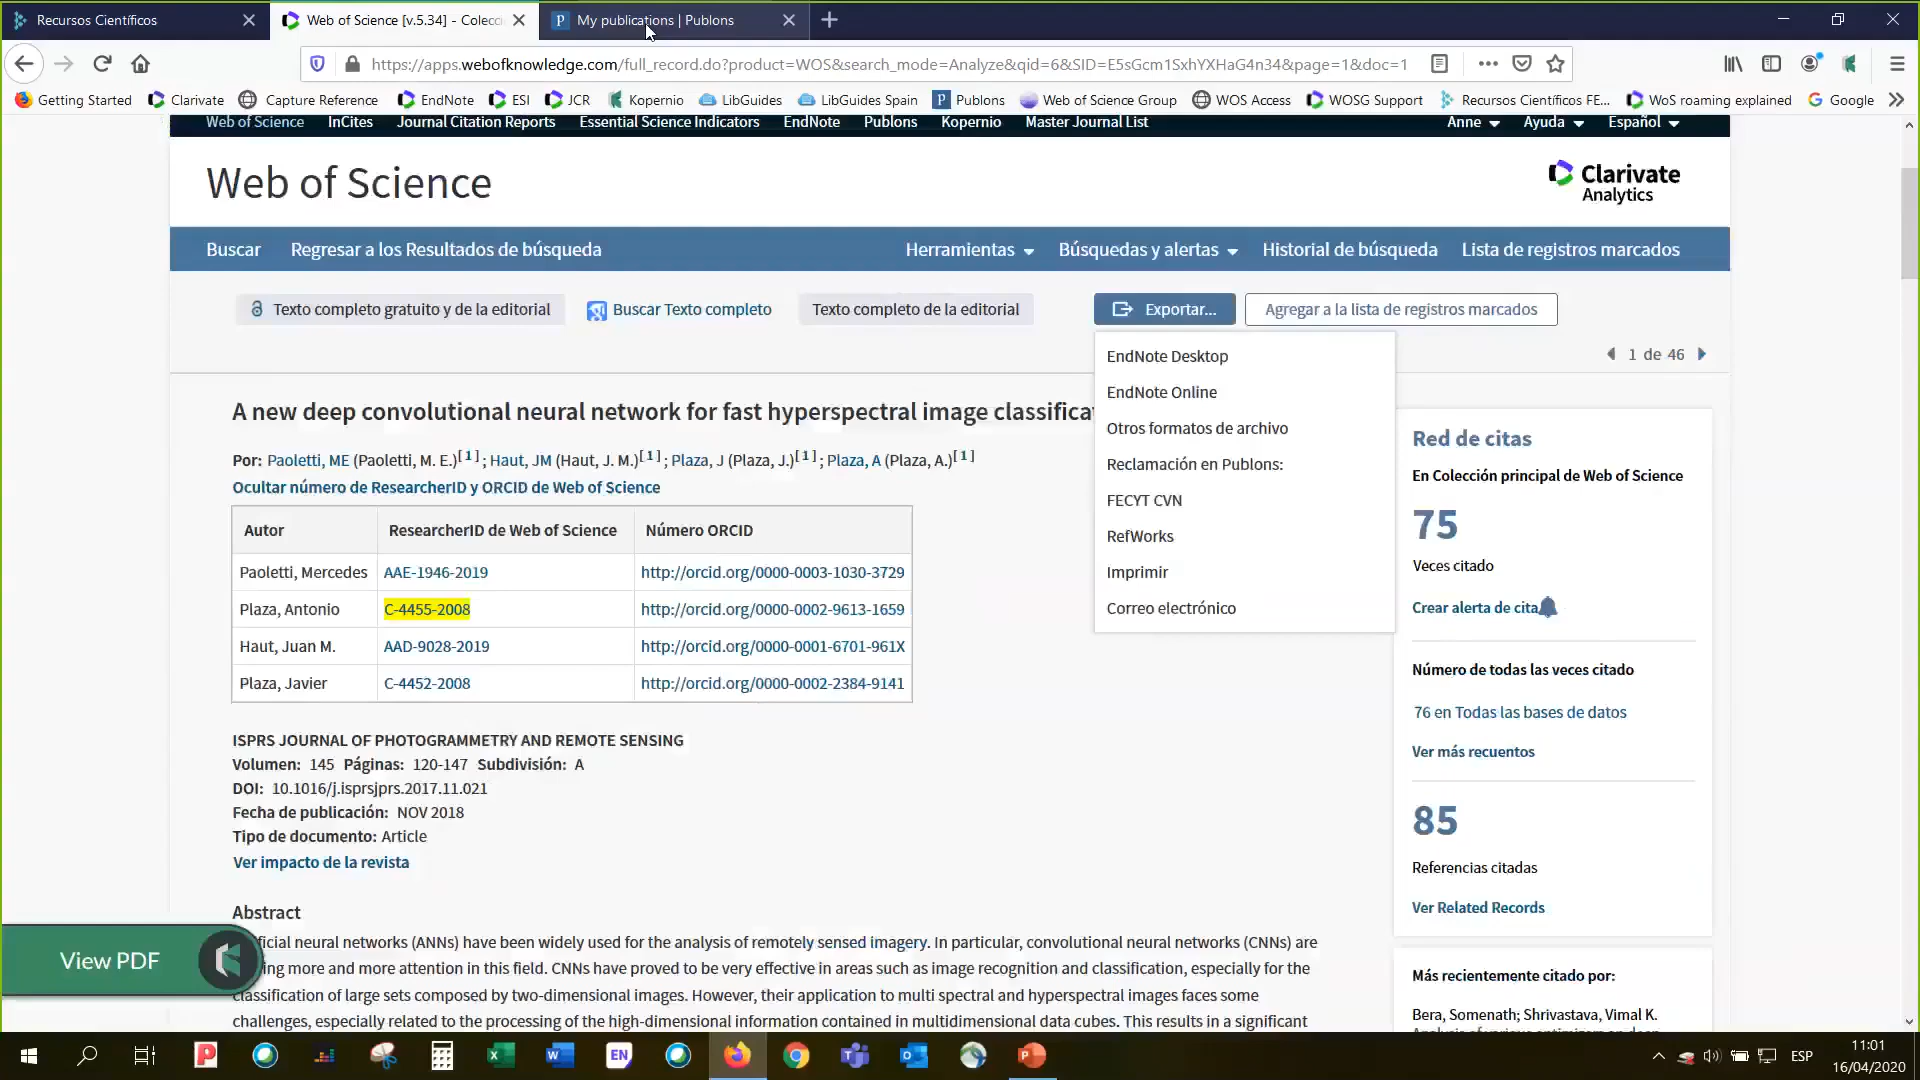 Recursos Científicos
Web of Science [v.5.34] - Colecc
My publications | Publons
https://apps.webofknowledge.com/full_record.do?product=WOS&search_mode=Analyze&qid=6&SID=E5sGcm1SxhYXHaG4n34&page=1&doc=1
Getting Started Clarivate Capture Reference EndNote ESI JCR Kopernio LibGuides LibGuides Spain Publons Web of Science Group WOS Access WOSG Support Recursos Científicos FE... WoS roaming explained Google
Web of Science InCites Journal Citation Reports Essential Science Indicators EndNote Publons Kopernio Master Journal List Anne Ayuda Español
Web of Science
Clarivate
Analytics
Buscar Regresar a los Resultados de búsqueda Herramientas Búsquedas y alertas Historial de búsqueda Lista de registros marcados
Texto completo gratuito y de la editorial Buscar Texto completo Texto completo de la editorial Exportar... Agregar a la lista de registros marcados
EndNote Desktop
EndNote Online
Otros formatos de archivo
Reclamación en Publons:
FECYT CVN
RefWorks
Imprimir
Correo electrónico
1 de 46
A new deep convolutional neural network for fast hyperspectral image classifica
Por: Paoletti, ME (Paoletti, M. E.)[1]; Haut, JM (Haut, J. M.)[1]; Plaza, J (Plaza, J.)[1]; Plaza, A (Plaza, A.)[1]
Ocultar número de ResearcherID y ORCID de Web of Science
Autor ResearcherID de Web of Science Número ORCID
Paoletti, Mercedes AAE-1946-2019 http://orcid.org/0000-0003-1030-3729
Plaza, Antonio C-4455-2008 http://orcid.org/0000-0002-9613-1659
Haut, Juan M. AAD-9028-2019 http://orcid.org/0000-0001-6701-961X
Plaza, Javier C-4452-2008 http://orcid.org/0000-0002-2384-9141
ISPRS JOURNAL OF PHOTOGRAMMETRY AND REMOTE SENSING
Volumen: 145 Páginas: 120-147 Subdivisión: A
DOI: 10.1016/j.isprsjprs.2017.11.021
Fecha de publicación: NOV 2018
Tipo de documento: Article
Ver impacto de la revista
Abstract
ficial neural networks (ANNs) have been widely used for the analysis of remotely sensed imagery. In particular, convolutional neural networks (CNNs) are
ing more and more attention in this field. CNNs have proved to be very effective in areas such as image recognition and classification, especially for the
classification of large sets composed by two-dimensional images. However, their application to multi spectral and hyperspectral images faces some
challenges, especially related to the processing of the high-dimensional information contained in multidimensional data cubes. This results in a significant
View PDF
Red de citas
En Colección principal de Web of Science
75
Veces citado
Crear alerta de cita
Número de todas las veces citado
76 en Todas las bases de datos
Ver más recuentos
85
Referencias citadas
Ver Related Records
Más recientemente citado por:
Bera, Somenath; Shrivastava, Vimal K.
EN
ESP
11:01
16/04/2020